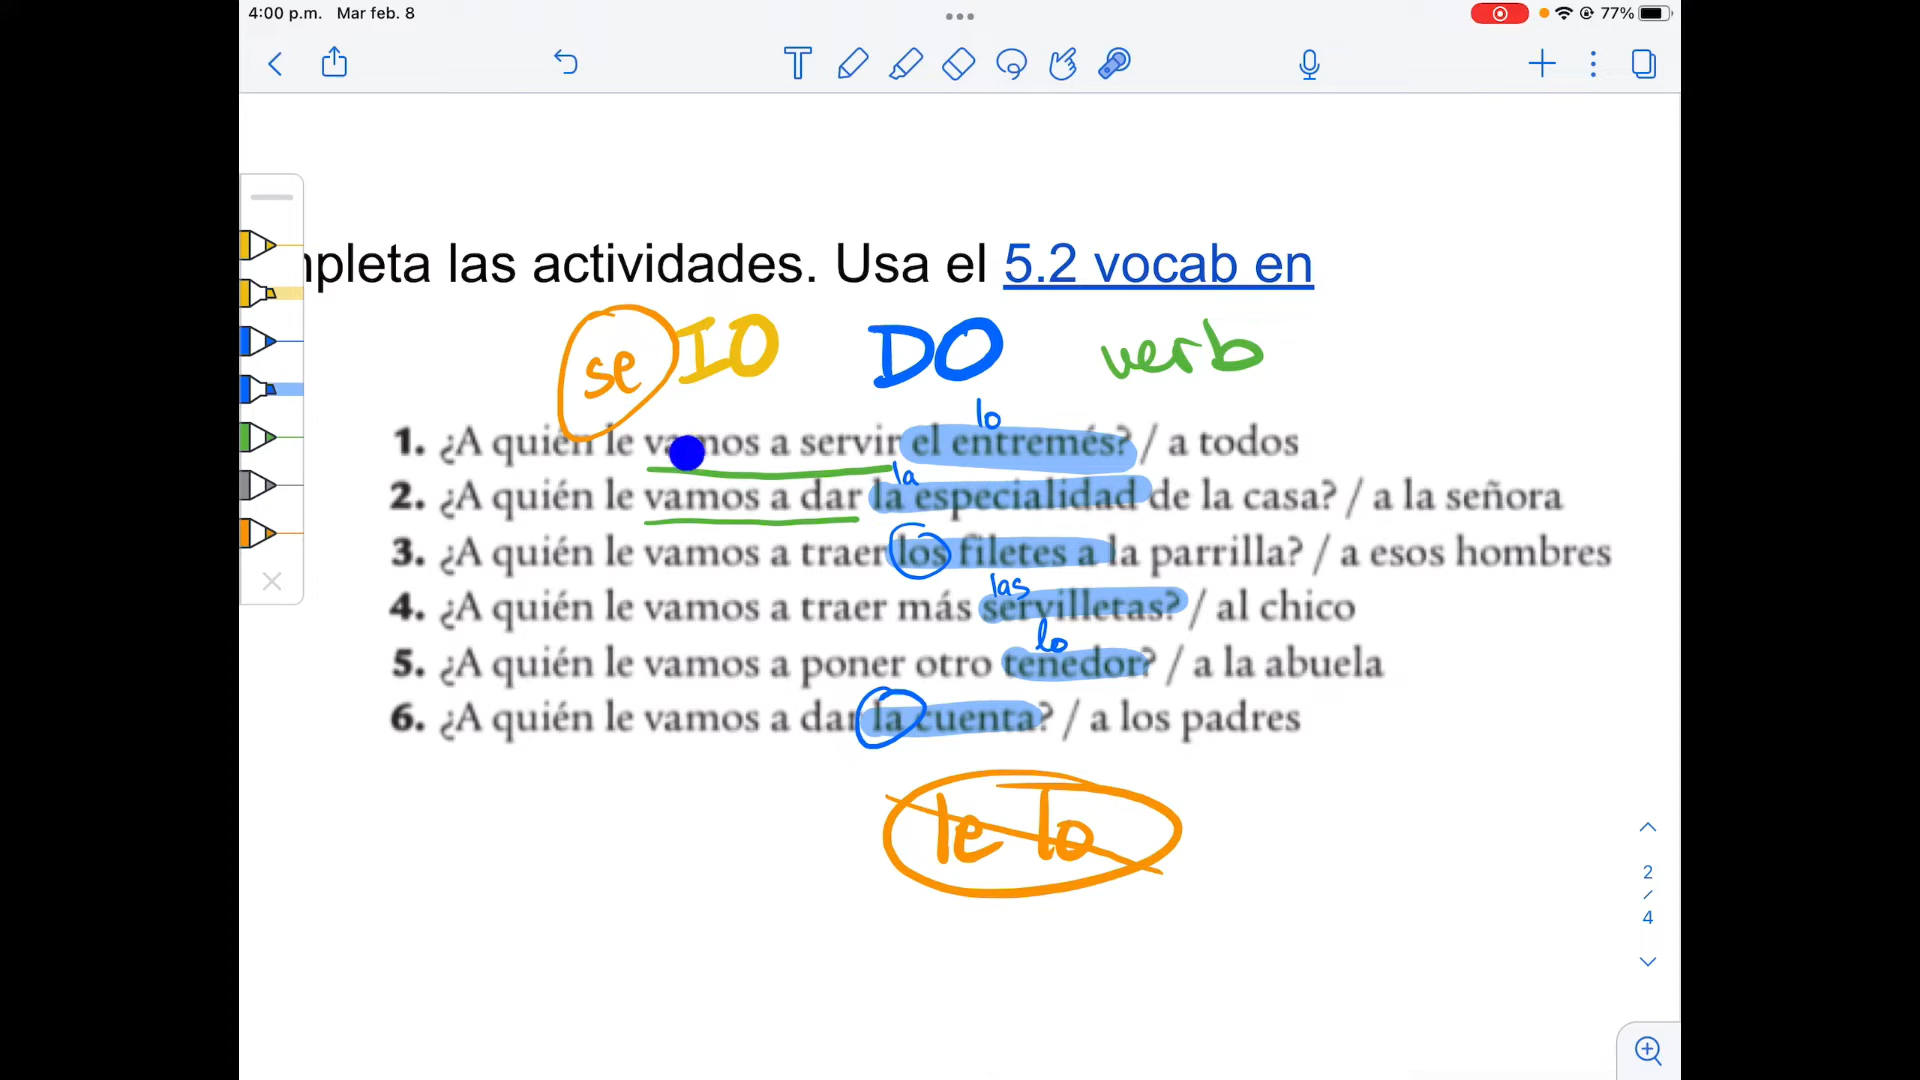 4:00 p.m. Mar feb. 8 77%
mpleta las actividades. Usa el 5.2 vocab en
se IO DO verb
lo
1. ¿A quién le vamos a servir el entremés? / a todos
la
2. ¿A quién le vamos a dar la especialidad de la casa? / a la señora
3. ¿A quién le vamos a traer los filetes a la parrilla? / a esos hombres
las
4. ¿A quién le vamos a traer más servilletas? / al chico
lo
5. ¿A quién le vamos a poner otro tenedor? / a la abuela
6. ¿A quién le vamos a dar la cuenta? / a los padres
le lo
2
/
4